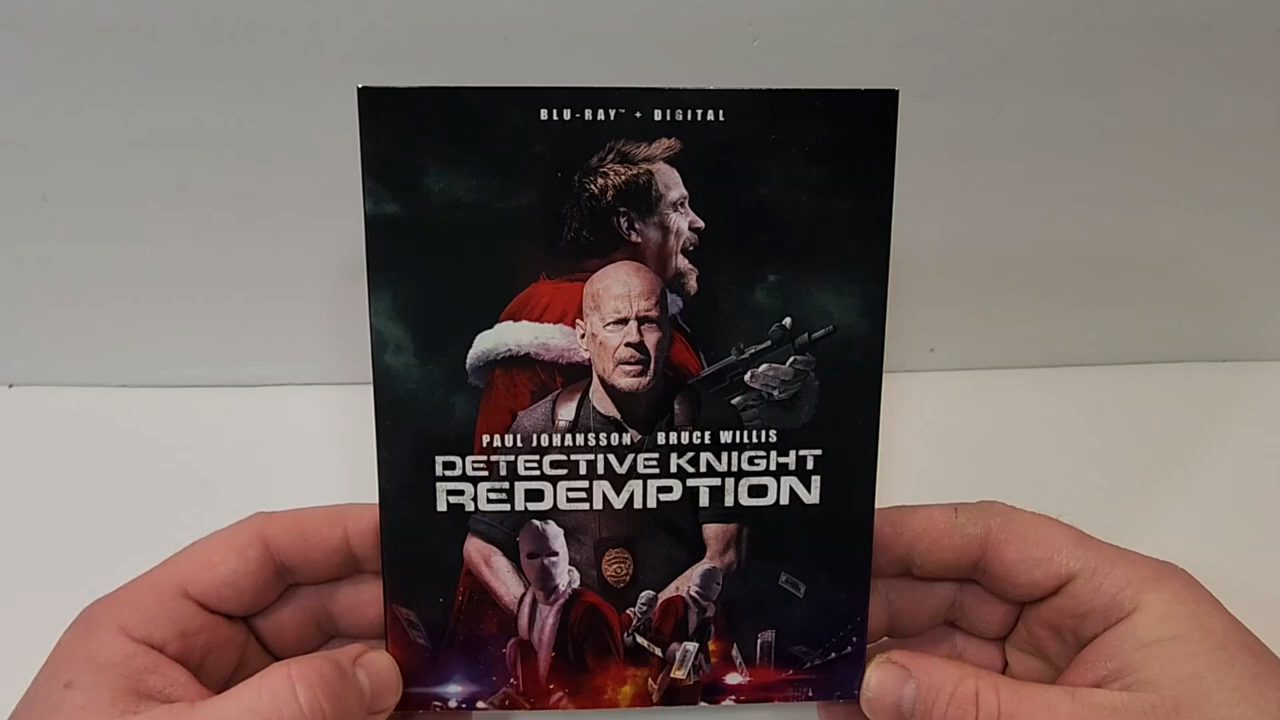 BLU-RAY™ + DIGITAL
PAUL JOHANSSON BRUCE WILLIS
DETECTIVE KNIGHT
REDEMPTION